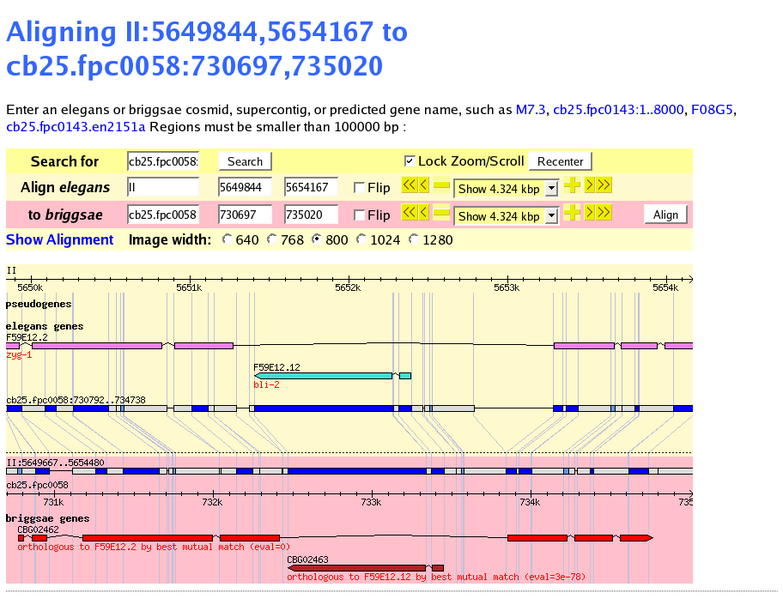 Aligning II:5649844,5654167 to
cb25.fpc0058:730697,735020
Enter an elegans or briggsae cosmid, supercontig, or predicted gene name, such as M7.3, cb25.fpc0143:1..8000, F08G5,
cb25.fpc0143.en2151a Regions must be smaller than 100000 bp :
Search for cb25.fpc0058: Search Lock Zoom/Scroll Recenter
Align elegans II 5649844 5654167 Flip Show 4.324 kbp
to briggsae cb25.fpc0058 730697 735020 Flip Show 4.324 kbp Align
Show Alignment Image width: 640 768 800 1024 1280
II
5650k 5651k 5652k 5653k 5654k
pseudogenes
elegans genes
F59E12.2
zyg-1
F59E12.12
bli-2
cb25.fpc0058:730792..734738
II:5649667..5654480
cb25.fpc0058
731k 732k 733k 734k 735
briggsae genes
CBG02462
orthologous to F59E12.2 by best mutual match (eval=0)
CBG02463
orthologous to F59E12.12 by best mutual match (eval=3e-78)